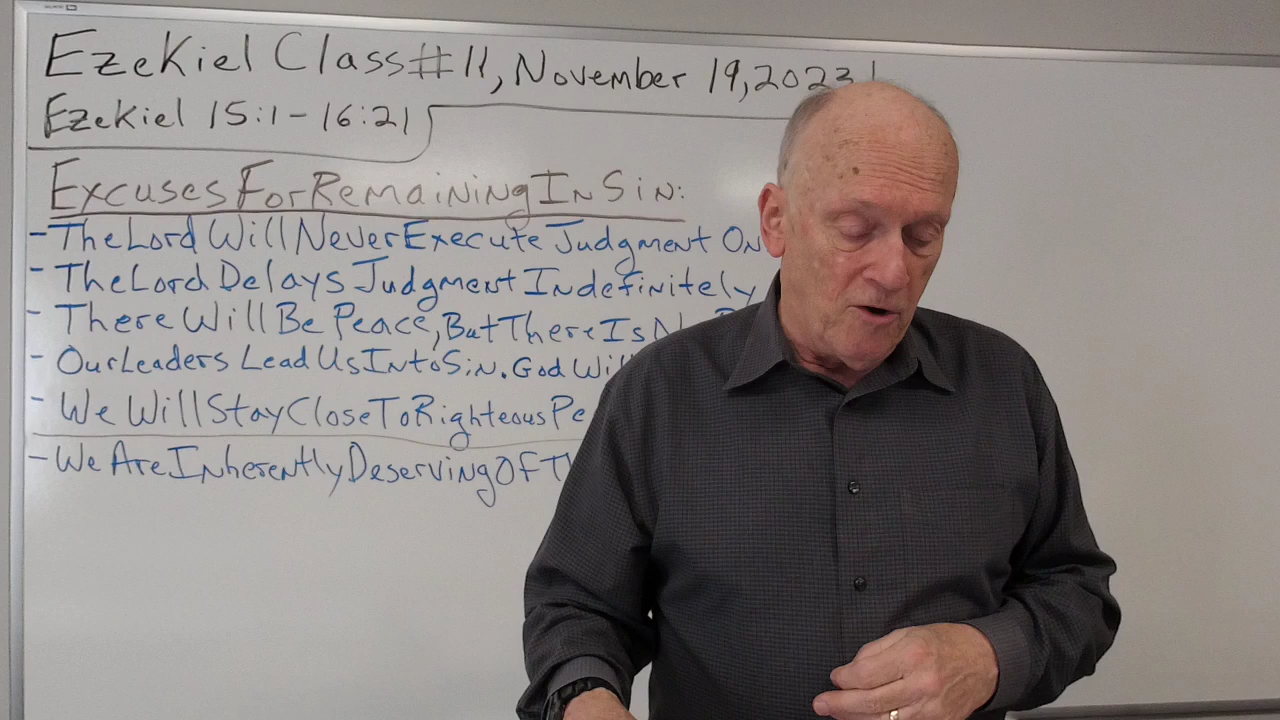 Ezekiel Class #11, November 19, 2023
Ezekiel 15:1-16:21
Excuses For Remaining In Sin:
- The Lord Will Never Execute Judgment On
- The Lord Delays Judgment Indefinitely
- There Will Be Peace, But There Is
- Our Leaders Lead Us Into Sin. God Will
- We Will Stay Close To Righteous Pe
- We Are Inherently Deserving Of Th